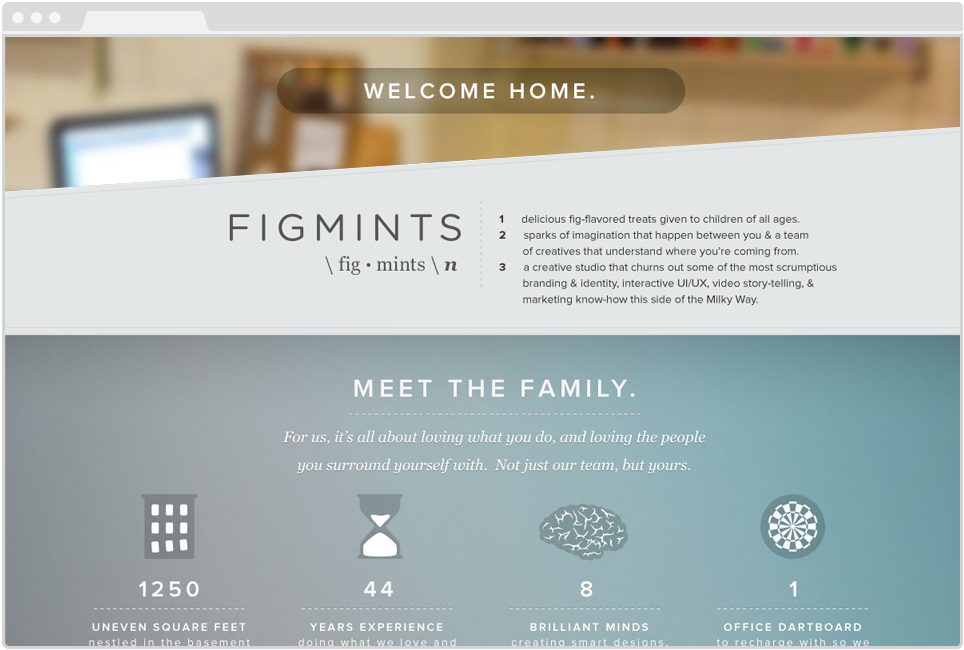 WELCOME HOME.
FIGMINTS
\ fig • mints \ n
1 delicious fig-flavored treats given to children of all ages.
2 sparks of imagination that happen between you & a team
of creatives that understand where you're coming from.
3 a creative studio that churns out some of the most scrumptious
branding & identity, interactive UI/UX, video story-telling, &
marketing know-how this side of the Milky Way.
MEET THE FAMILY.
For us, it's all about loving what you do, and loving the people
you surround yourself with. Not just our team, but yours.
1250
44
8
1
UNEVEN SQUARE FEET
YEARS EXPERIENCE
BRILLIANT MINDS
OFFICE DARTBOARD
nestled in the basement
doing what we love and
creating smart designs,
to recharge with so we